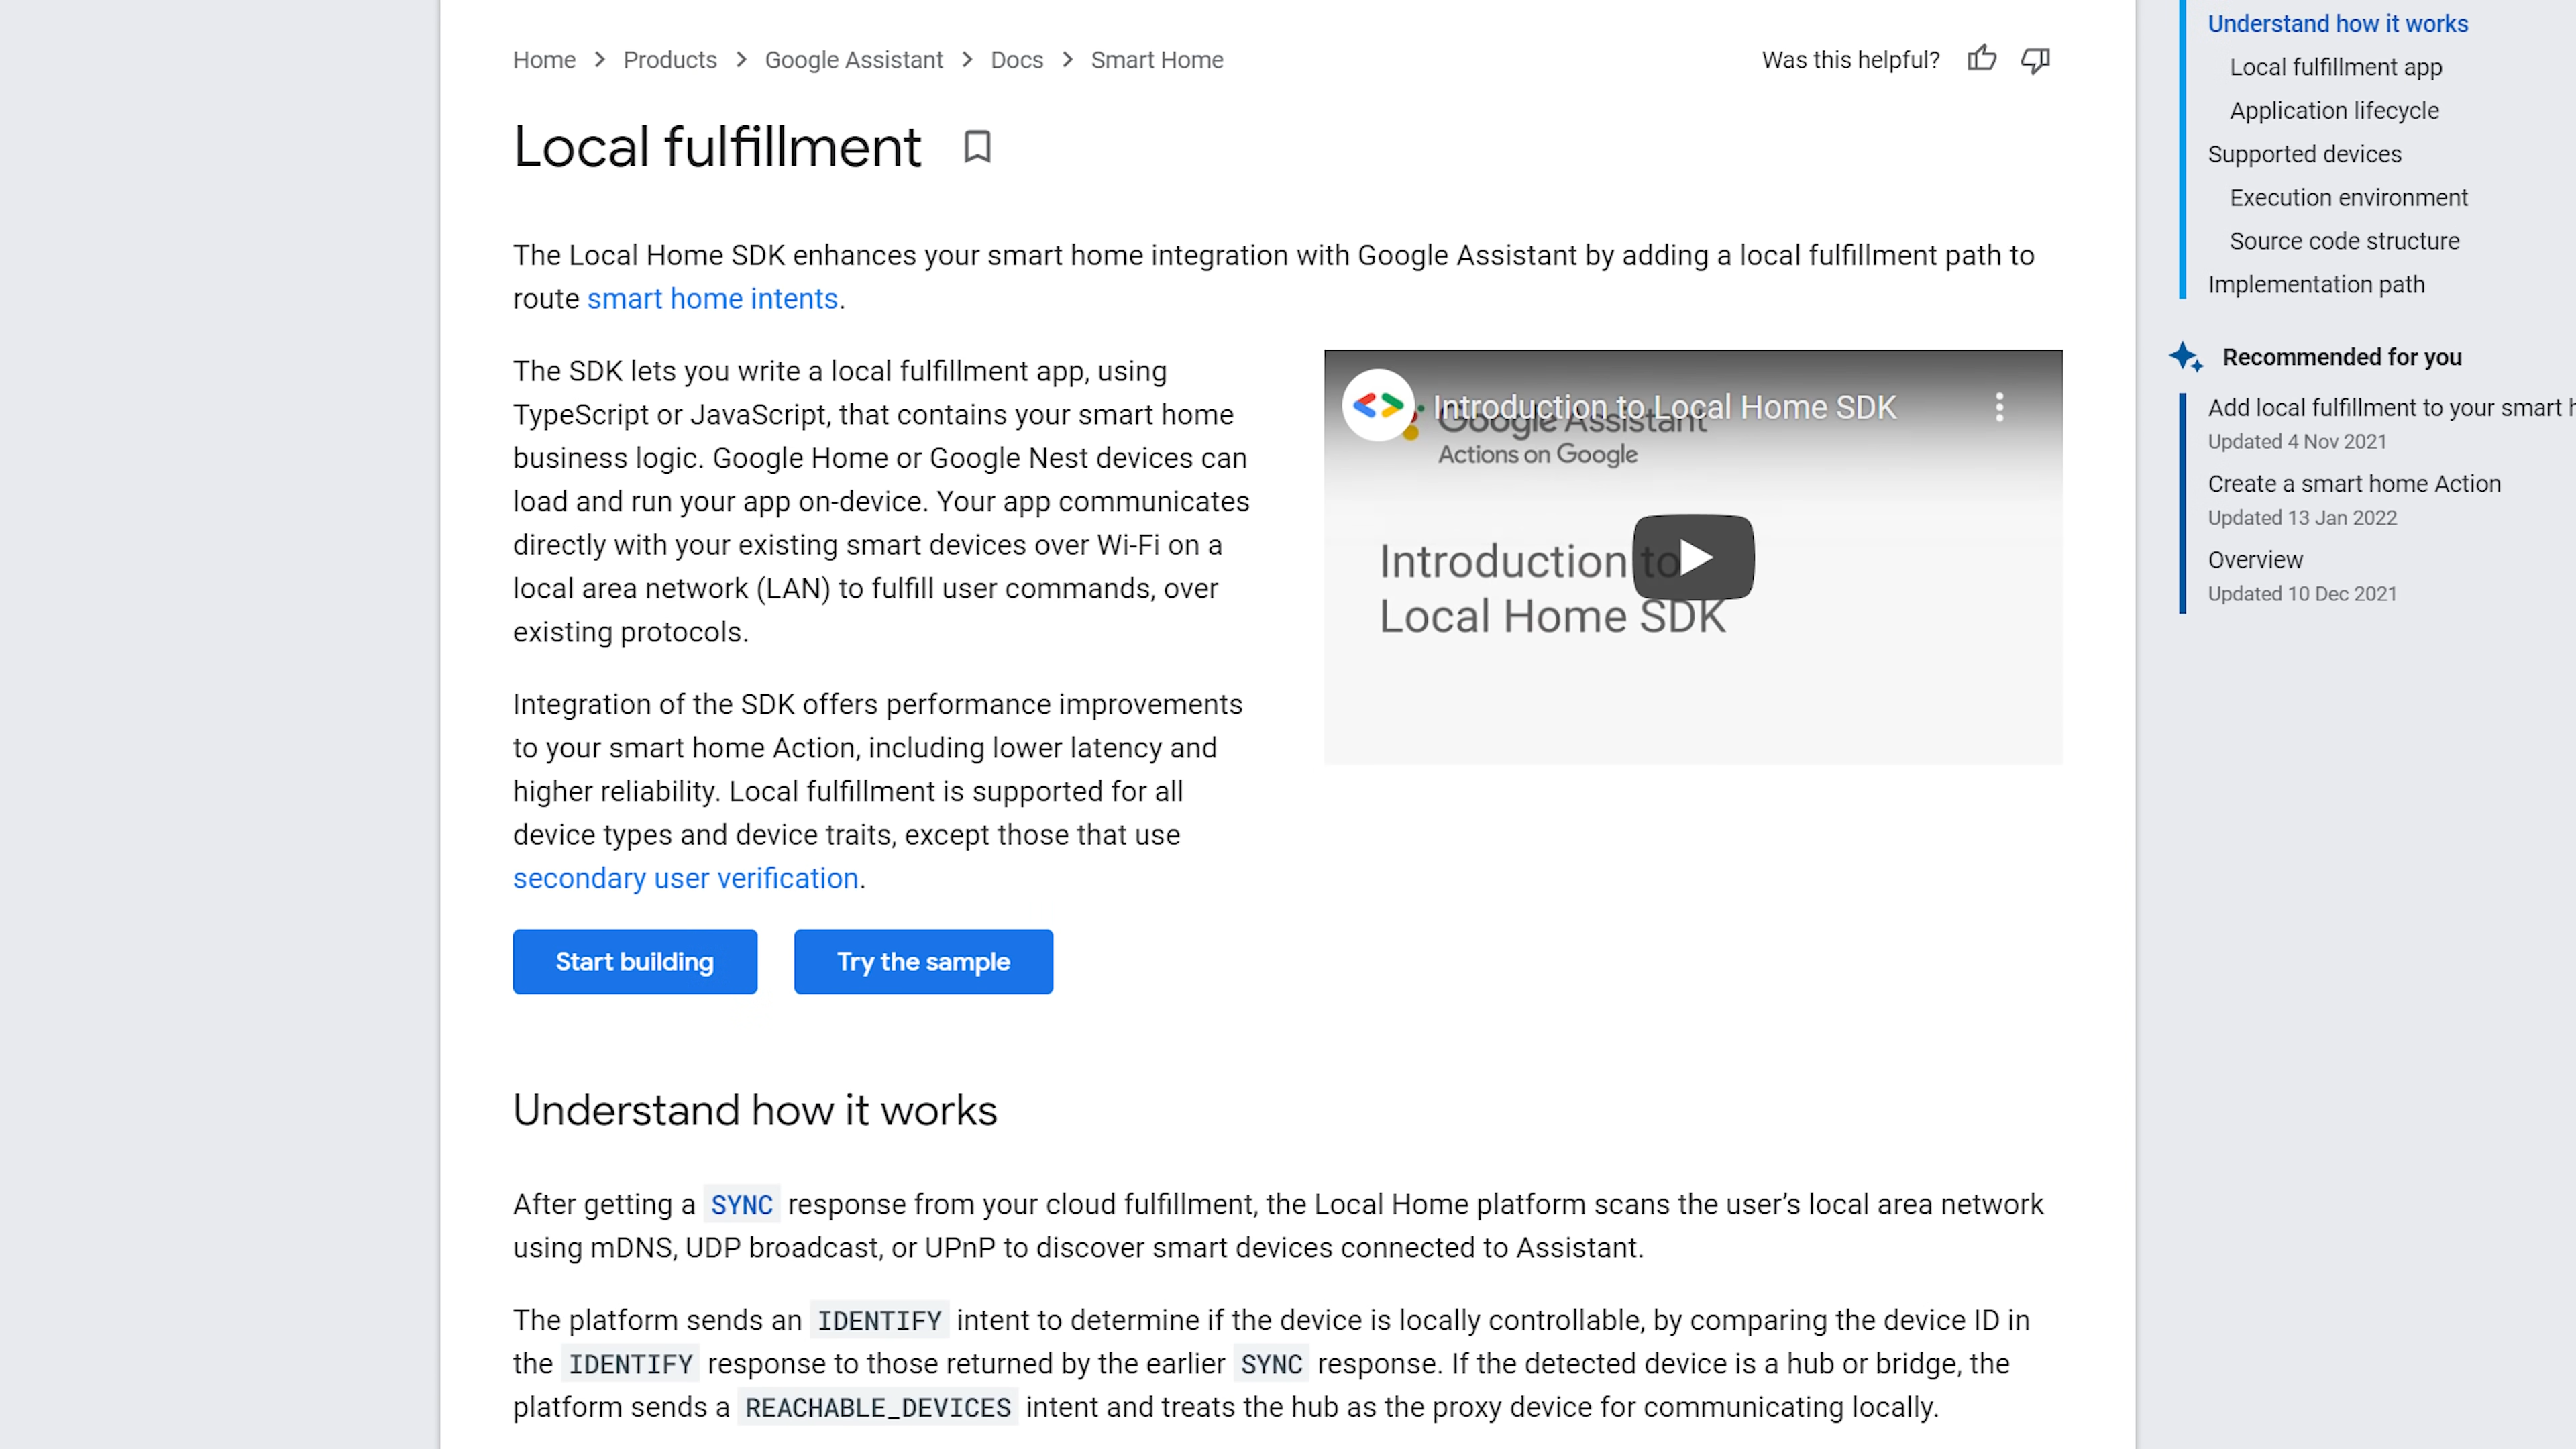 Home > Products > Google Assistant > Docs > Smart Home
Was this helpful?
Local fulfillment
The Local Home SDK enhances your smart home integration with Google Assistant by adding a local fulfillment path to
route smart home intents.
The SDK lets you write a local fulfillment app, using
TypeScript or JavaScript, that contains your smart home
business logic. Google Home or Google Nest devices can
load and run your app on-device. Your app communicates
directly with your existing smart devices over Wi-Fi on a
local area network (LAN) to fulfill user commands, over
existing protocols.
Introduction to Local Home SDK
Google Assistant
Actions on Google
Introduction to
Local Home SDK
Integration of the SDK offers performance improvements
to your smart home Action, including lower latency and
higher reliability. Local fulfillment is supported for all
device types and device traits, except those that use
secondary user verification.
Start building
Try the sample
Understand how it works
After getting a SYNC response from your cloud fulfillment, the Local Home platform scans the user’s local area network
using mDNS, UDP broadcast, or UPnP to discover smart devices connected to Assistant.
The platform sends an IDENTIFY intent to determine if the device is locally controllable, by comparing the device ID in
the IDENTIFY response to those returned by the earlier SYNC response. If the detected device is a hub or bridge, the
platform sends a REACHABLE_DEVICES intent and treats the hub as the proxy device for communicating locally.
Understand how it works
Local fulfillment app
Application lifecycle
Supported devices
Execution environment
Source code structure
Implementation path
Recommended for you
Add local fulfillment to your smart
Updated 4 Nov 2021
Create a smart home Action
Updated 13 Jan 2022
Overview
Updated 10 Dec 2021